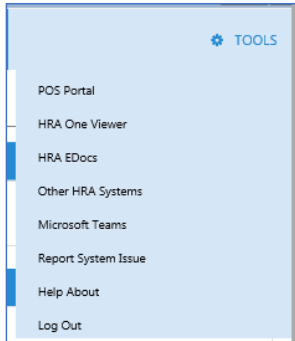 TOOLS
POS Portal
HRA One Viewer
HRA EDocs
Other HRA Systems
Microsoft Teams
Report System Issue
Help About
Log Out